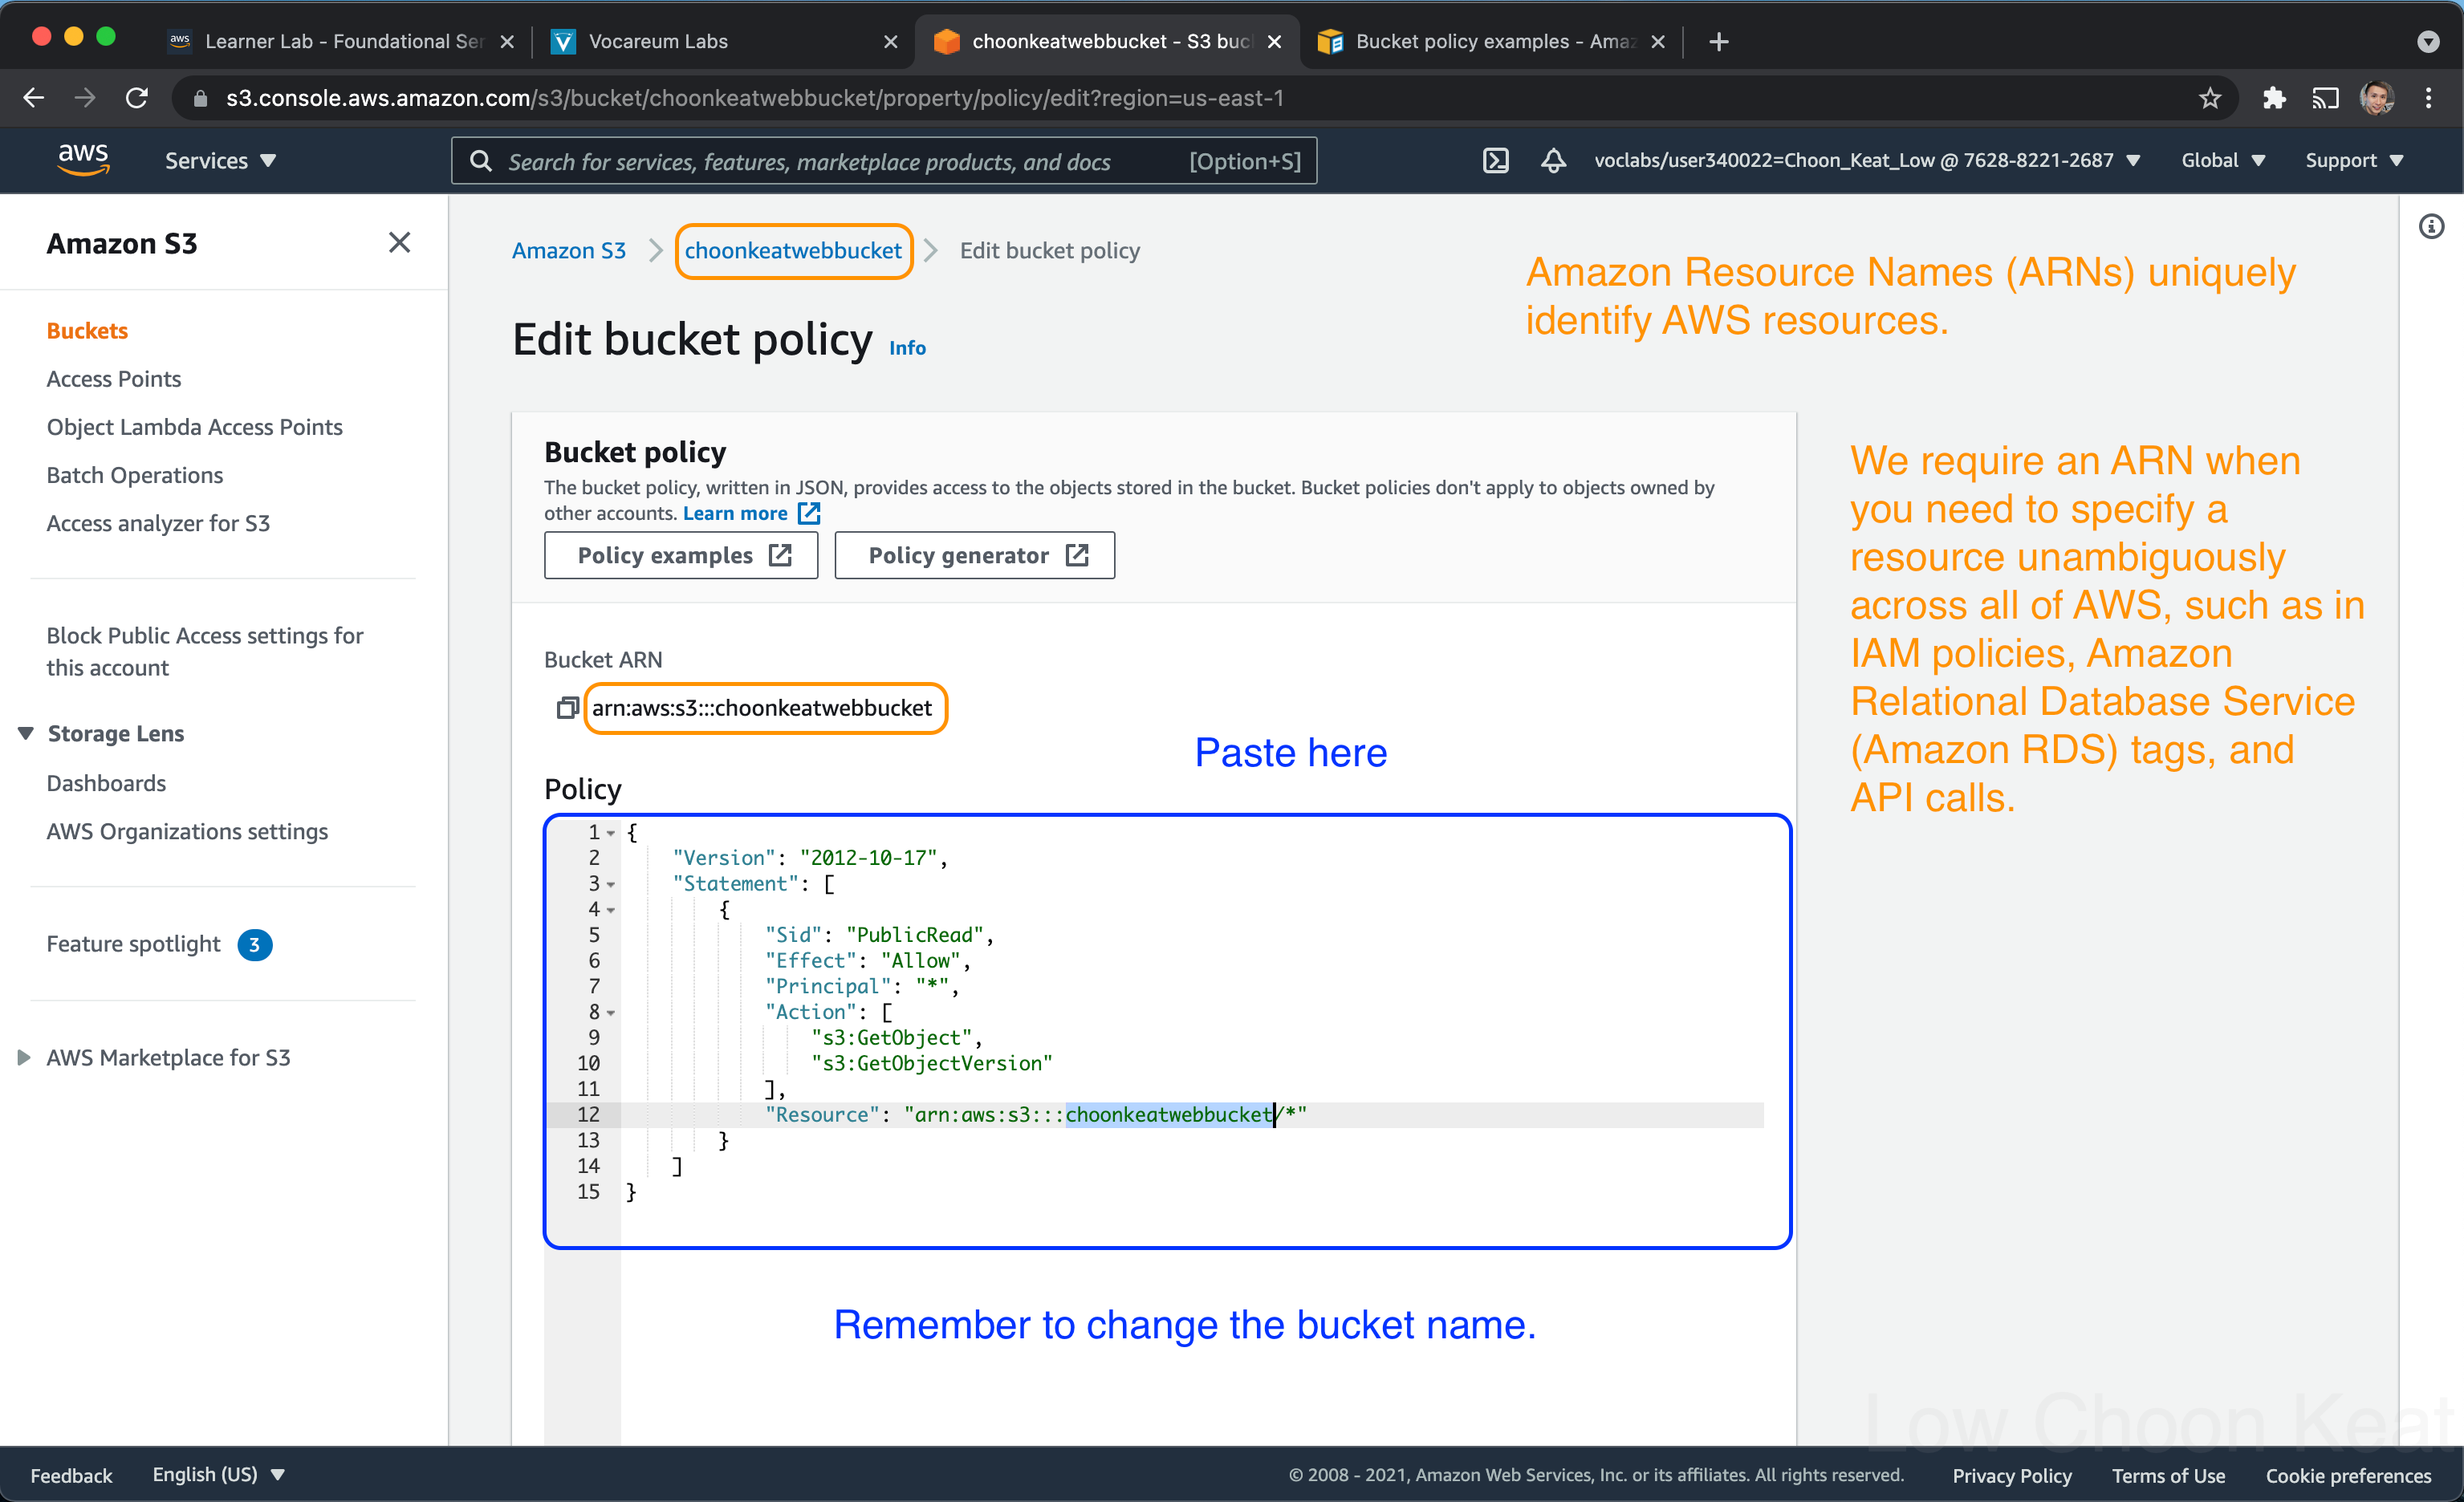 aws Learner Lab - Foundational Ser
Vocareum Labs
choonkeatwebbucket - S3 buc
Bucket policy examples - Amaz
s3.console.aws.amazon.com/s3/bucket/choonkeatwebbucket/property/policy/edit?region=us-east-1
aws
Services
Search for services, features, marketplace products, and docs [Option+S]
voclabs/user340022=Choon_Keat_Low @ 7628-8221-2687
Global
Support
Amazon S3
Buckets
Access Points
Object Lambda Access Points
Batch Operations
Access analyzer for S3
Block Public Access settings for
this account
Storage Lens
Dashboards
AWS Organizations settings
Feature spotlight 3
AWS Marketplace for S3
Amazon S3 > choonkeatwebbucket > Edit bucket policy
Edit bucket policy Info
Amazon Resource Names (ARNs) uniquely
identify AWS resources.
Bucket policy
The bucket policy, written in JSON, provides access to the objects stored in the bucket. Bucket policies don't apply to objects owned by
other accounts. Learn more
Policy examples
Policy generator
We require an ARN when
you need to specify a
resource unambiguously
across all of AWS, such as in
IAM policies, Amazon
Relational Database Service
(Amazon RDS) tags, and
API calls.
Bucket ARN
arn:aws:s3:::choonkeatwebbucket
Paste here
Policy
1 {
2 "Version": "2012-10-17",
3 "Statement": [
4 {
5 "Sid": "PublicRead",
6 "Effect": "Allow",
7 "Principal": "*",
8 "Action": [
9 "s3:GetObject",
10 "s3:GetObjectVersion"
11 ],
12 "Resource": "arn:aws:s3:::choonkeatwebbucket/*"
13 }
14 ]
15 }
Remember to change the bucket name.
Low Choon Keat
Feedback
English (US)
© 2008 - 2021, Amazon Web Services, Inc. or its affiliates. All rights reserved.
Privacy Policy
Terms of Use
Cookie preferences